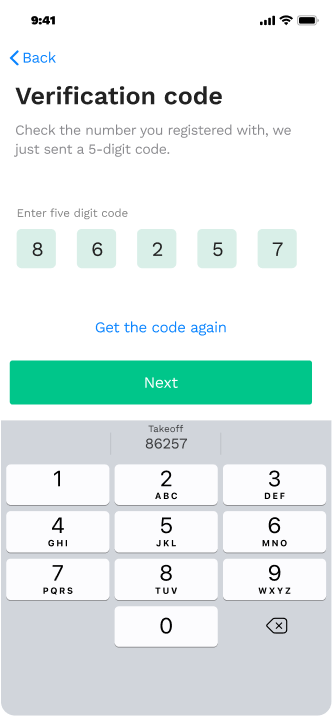 9:41
Back
Verification code
Check the number you registered with, we
just sent a 5-digit code.
Enter five digit code
8 6 2 5 7
Get the code again
Next
Takeoff
86257
1 2 3
ABC DEF
4 5 6
GHI JKL MNO
7 8 9
PQRS TUV WXYZ
0